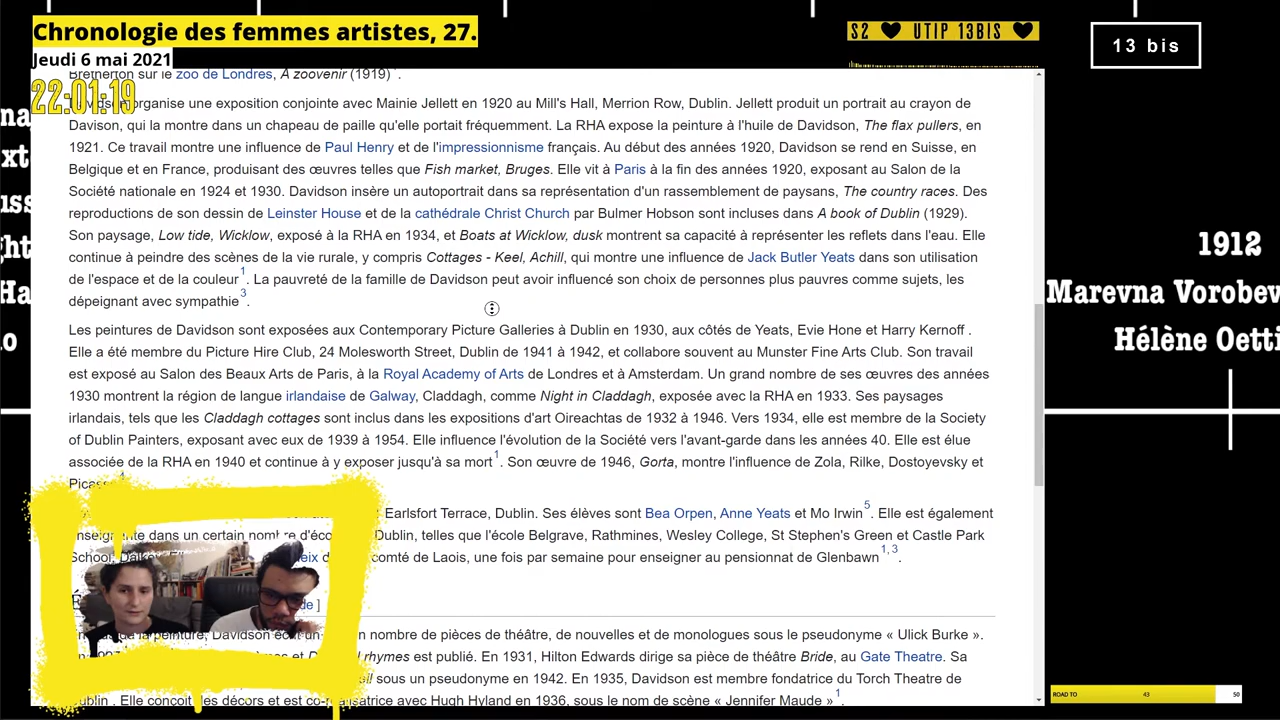 Chronologie des femmes artistes, 27.
Jeudi 6 mai 2021
22:01:19
S2 UTIP 13BIS
13 bis
Bretherton sur le zoo de Londres, A zoovenir (1919)
organise une exposition conjointe avec Mainie Jellett en 1920 au Mill's Hall, Merrion Row, Dublin. Jellett produit un portrait au crayon de
Davison, qui la montre dans un chapeau de paille qu'elle portait fréquemment. La RHA expose la peinture à l'huile de Davidson, The flax pullers, en
1921. Ce travail montre une influence de Paul Henry et de l'impressionnisme français. Au début des années 1920, Davidson se rend en Suisse, en
Belgique et en France, produisant des œuvres telles que Fish market, Bruges. Elle vit à Paris à la fin des années 1920, exposant au Salon de la
Société nationale en 1924 et 1930. Davidson insère un autoportrait dans sa représentation d'un rassemblement de paysans, The country races. Des
reproductions de son dessin de Leinster House et de la cathédrale Christ Church par Bulmer Hobson sont incluses dans A book of Dublin (1929).
Son paysage, Low tide, Wicklow, exposé à la RHA en 1934, et Boats at Wicklow, dusk montrent sa capacité à représenter les reflets dans l'eau. Elle
continue à peindre des scènes de la vie rurale, y compris Cottages - Keel, Achill, qui montre une influence de Jack Butler Yeats dans son utilisation
de l'espace et de la couleur1. La pauvreté de la famille de Davidson peut avoir influencé son choix de personnes plus pauvres comme sujets, les
dépeignant avec sympathie3.
Les peintures de Davidson sont exposées aux Contemporary Picture Galleries à Dublin en 1930, aux côtés de Yeats, Evie Hone et Harry Kernoff .
Elle a été membre du Picture Hire Club, 24 Molesworth Street, Dublin de 1941 à 1942, et collabore souvent au Munster Fine Arts Club. Son travail
est exposé au Salon des Beaux Arts de Paris, à la Royal Academy of Arts de Londres et à Amsterdam. Un grand nombre de ses œuvres des années
1930 montrent la région de langue irlandaise de Galway, Claddagh, comme Night in Claddagh, exposée avec la RHA en 1933. Ses paysages
irlandais, tels que les Claddagh cottages sont inclus dans les expositions d'art Oireachtas de 1932 à 1946. Vers 1934, elle est membre de la Society
of Dublin Painters, exposant avec eux de 1939 à 1954. Elle influence l'évolution de la Société vers l'avant-garde dans les années 40. Elle est élue
associée de la RHA en 1940 et continue à y exposer jusqu'à sa mort1. Son œuvre de 1946, Gorta, montre l'influence de Zola, Rilke, Dostoyevsky et
Earlsfort Terrace, Dublin. Ses élèves sont Bea Orpen, Anne Yeats et Mo Irwin5. Elle est également
enseignante dans un certain nombre d'éc Dublin, telles que l'école Belgrave, Rathmines, Wesley College, St Stephen's Green et Castle Park
School, comté de Laois, une fois par semaine pour enseigner au pensionnat de Glenbawn1,3.
de la peinture, Davidson écrit un n nombre de pièces de théâtre, de nouvelles et de monologues sous le pseudonyme « Ulick Burke ».
rhymes est publié. En 1931, Hilton Edwards dirige sa pièce de théâtre Bride, au Gate Theatre. Sa
sous un pseudonyme en 1942. En 1935, Davidson est membre fondatrice du Torch Theatre de
Dublin . Elle conçoit les décors et est co-réalisatrice avec Hugh Hyland en 1936, sous le nom de scène « Jennifer Maude »1
1912
Marevna Vorobev
Hélène Oetti
ROAD TO 43 50